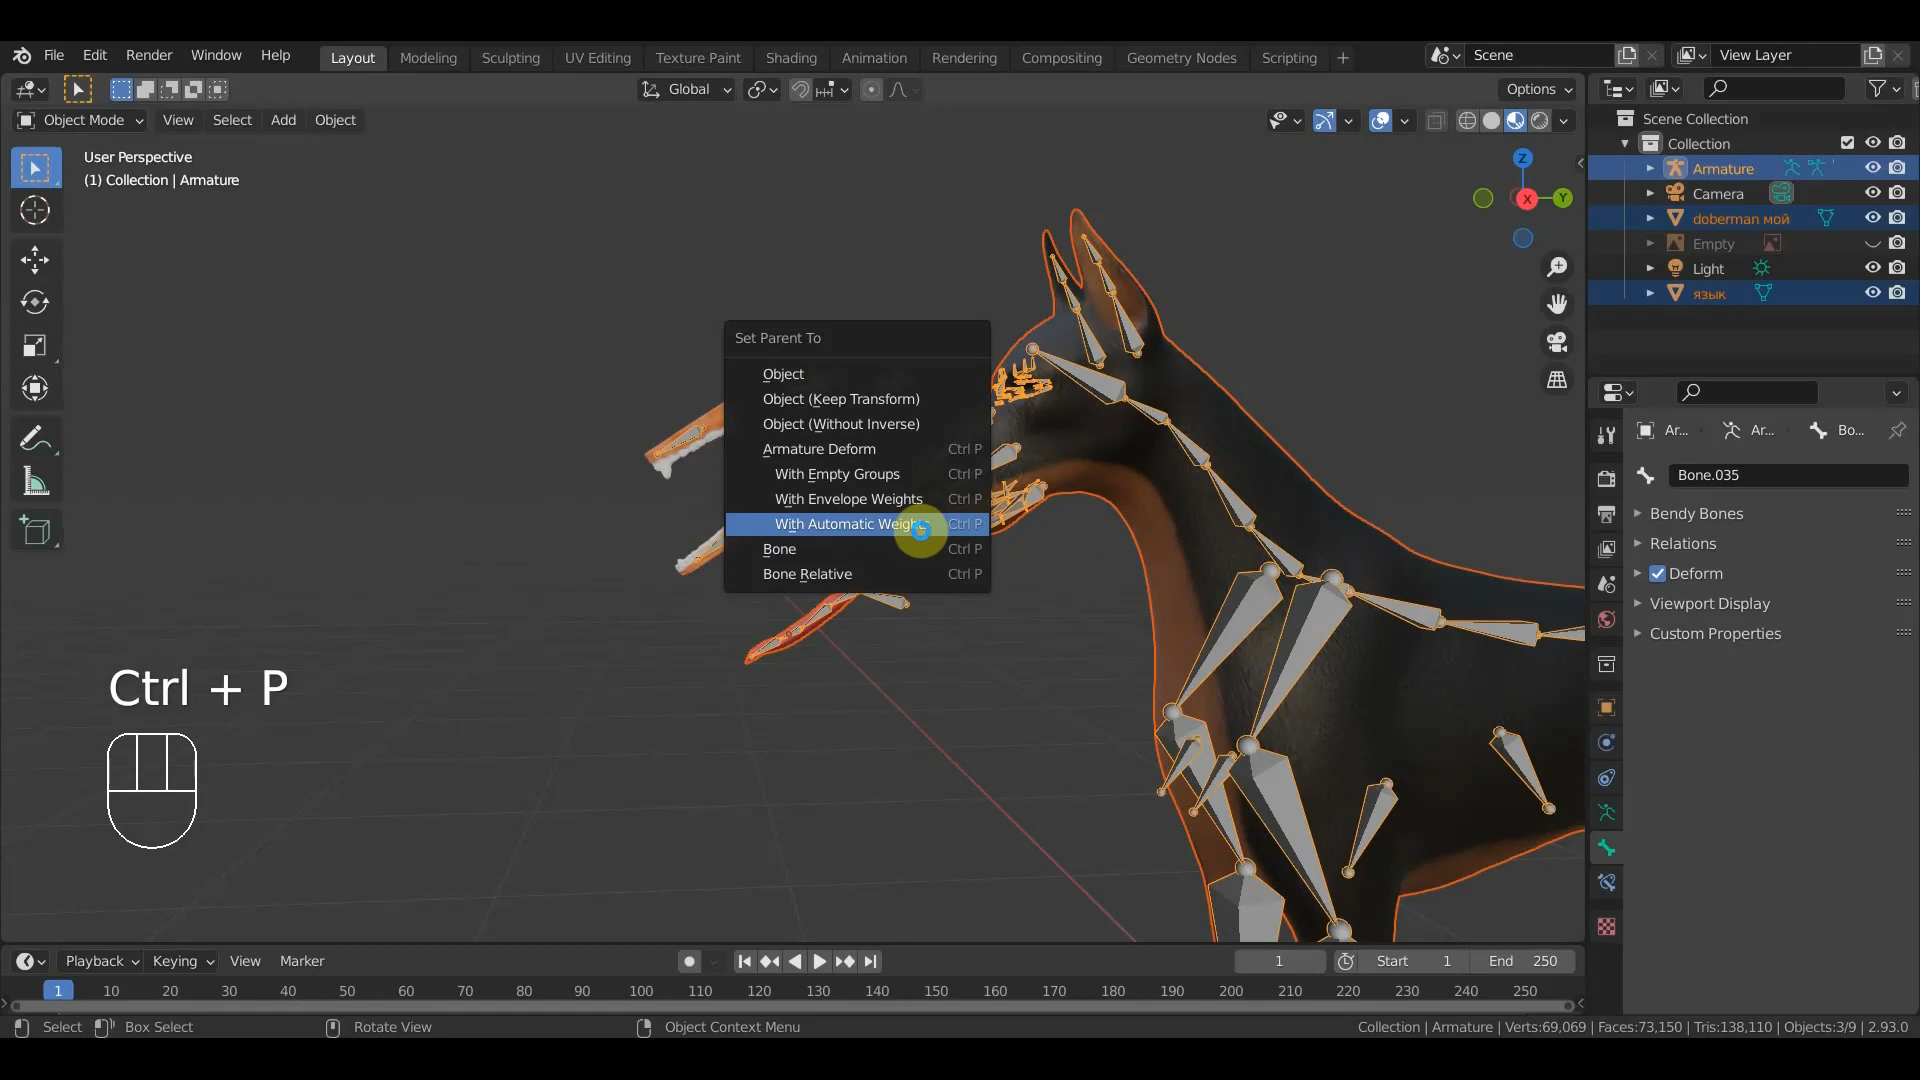 File Edit Render Window Help Layout Modeling Sculpting UV Editing Texture Paint Shading Animation Rendering Compositing Geometry Nodes Scripting + Scene View Layer
Global Options
Object Mode View Select Add Object
User Perspective
(1) Collection | Armature
Z
X
Y
Set Parent To
Object
Object (Keep Transform)
Object (Without Inverse)
Armature Deform Ctrl P
With Empty Groups Ctrl P
With Envelope Weights Ctrl P
With Automatic Weights Ctrl P
Bone Ctrl P
Bone Relative Ctrl P
Ctrl + P
Scene Collection
Collection
Armature
Camera
doberman мой
Empty
Light
язык
Ar... Ar... Bo...
Bone.035
Bendy Bones
Relations
Deform
Viewport Display
Custom Properties
Playback Keying View Marker 1 Start 1 End 250
1 10 20 30 40 50 60 70 80 90 100 110 120 130 140 150 160 170 180 190 200 210 220 230 240 250
Select Box Select Rotate View Object Context Menu Collection | Armature | Verts:69,069 | Faces:73,150 | Tris:138,110 | Objects:3/9 | 2.93.0